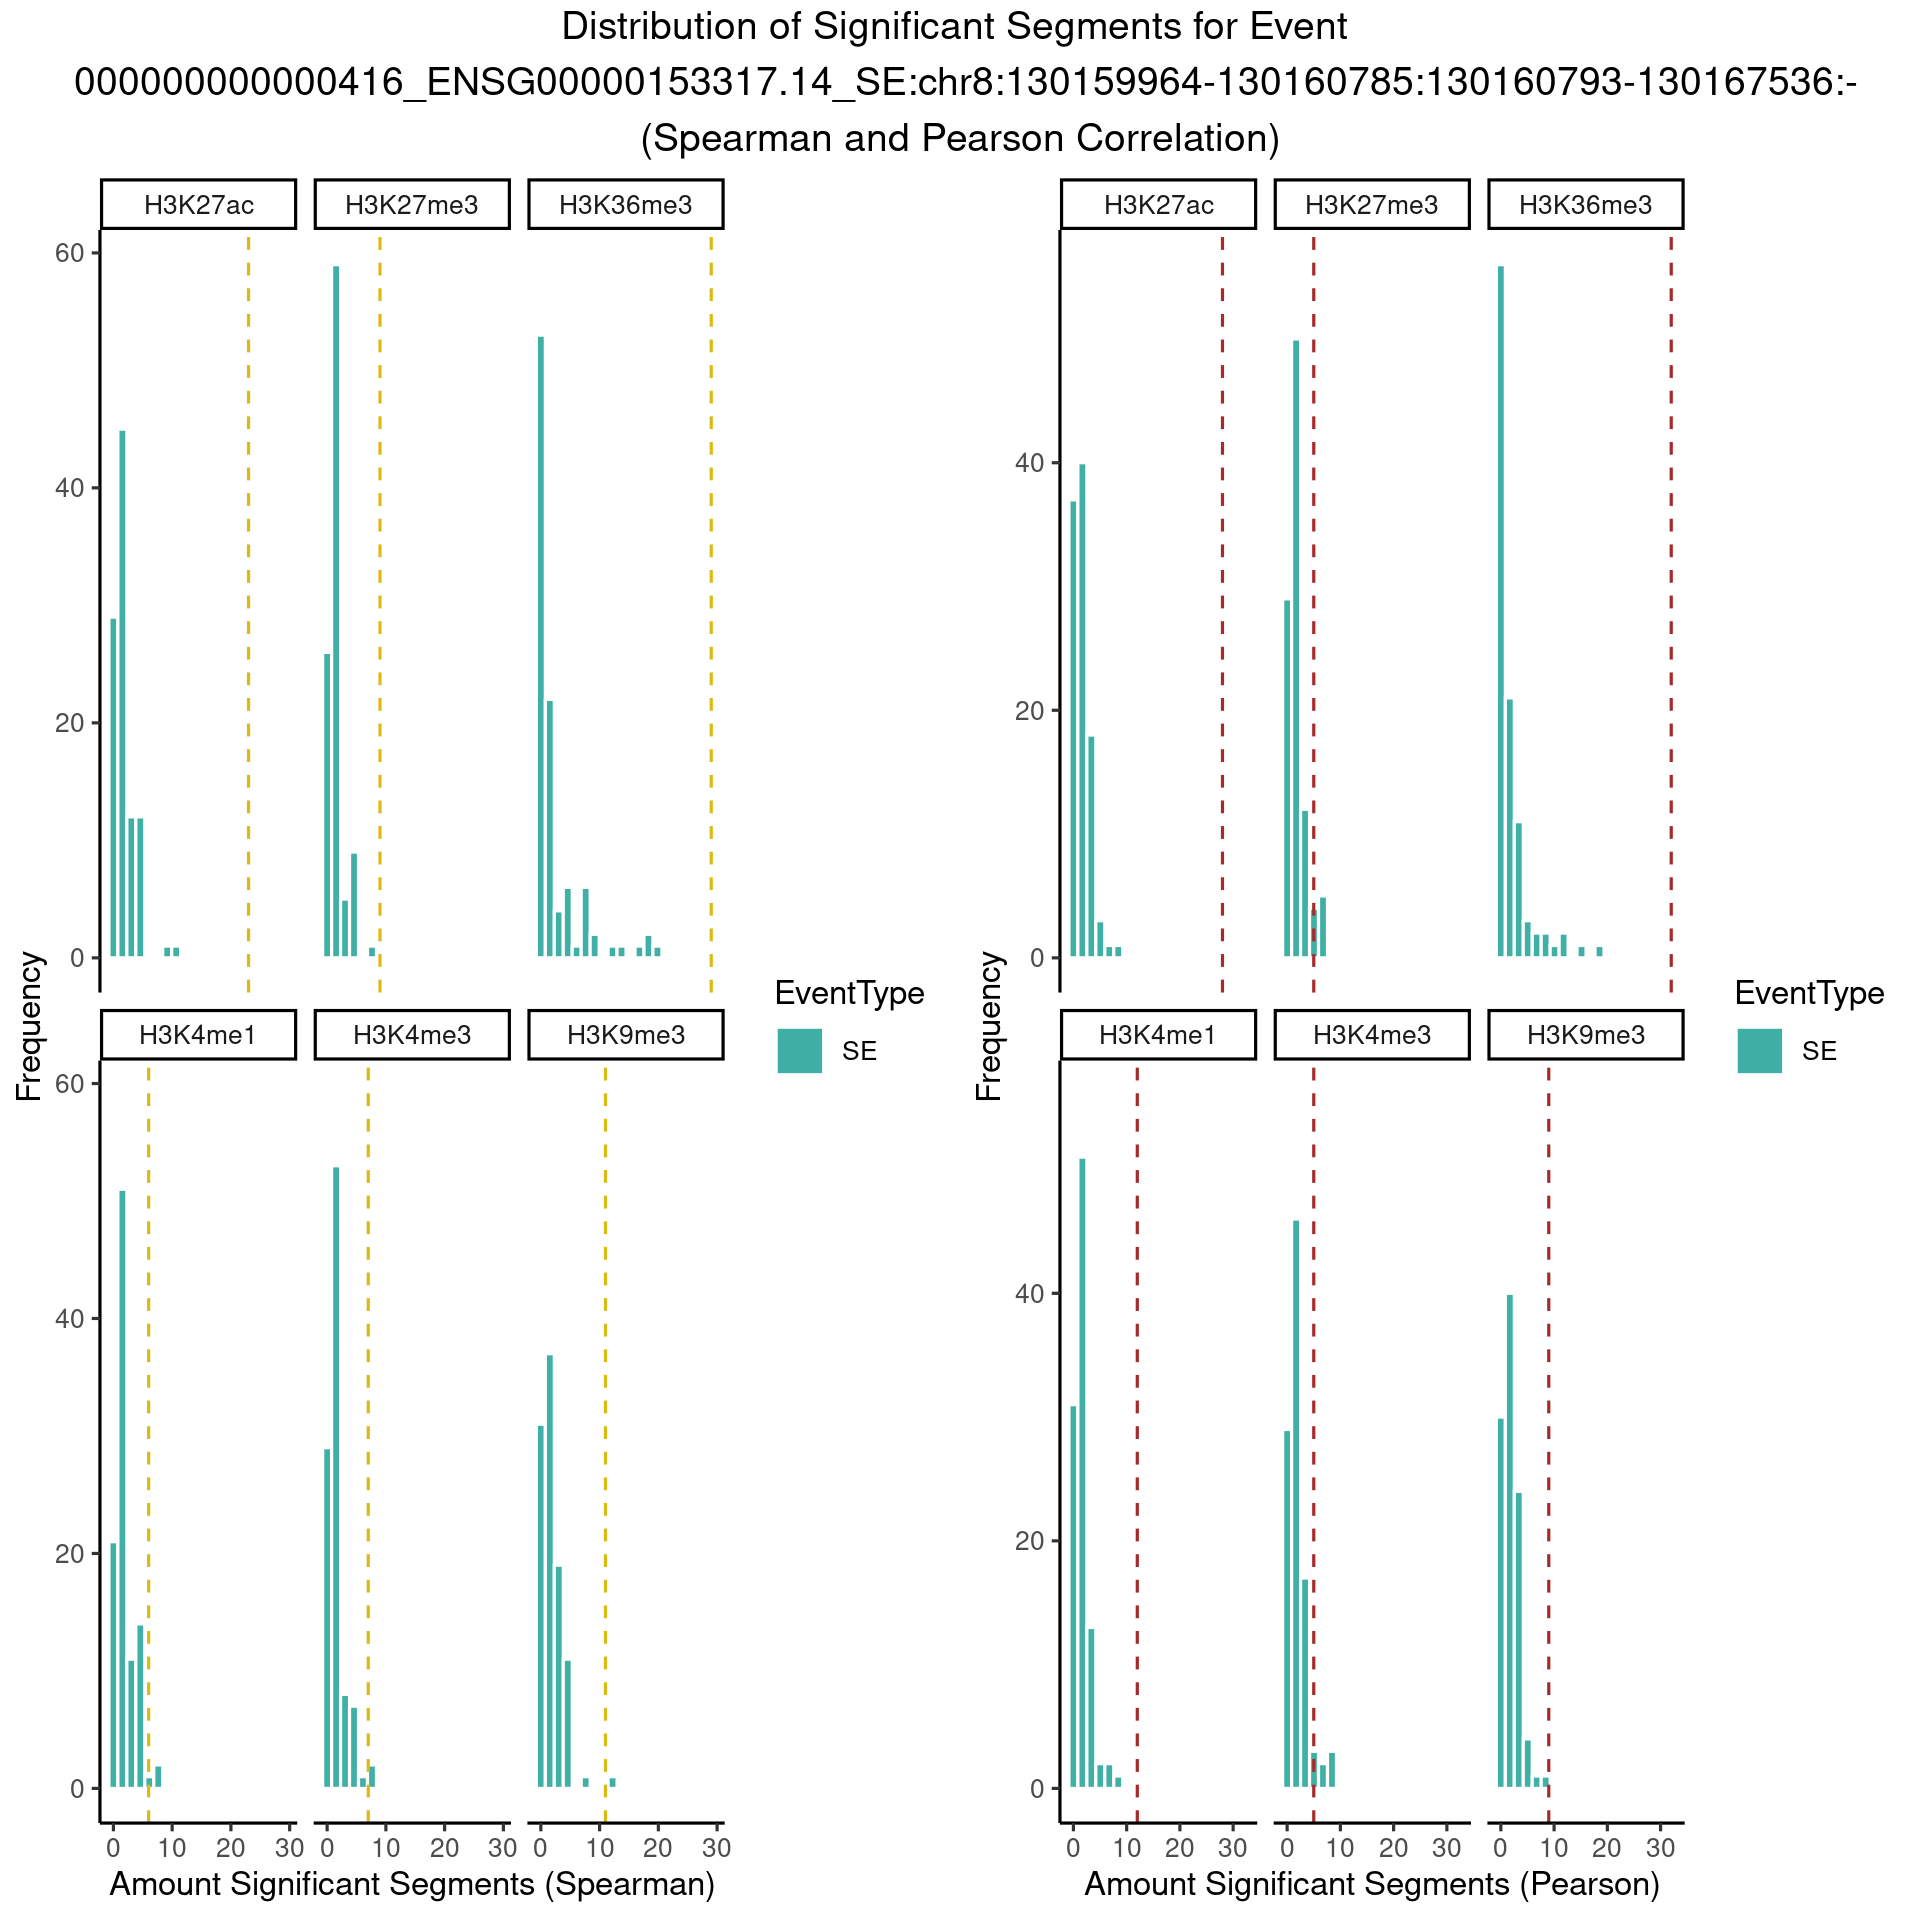 Distribution of Significant Segments for Event
000000000000416_ENSG00000153317.14_SE:chr8:130159964-130160785:130160793-130167536:-
(Spearman and Pearson Correlation)
H3K27ac H3K27me3 H3K36me3
60
40
20
0
H3K4me1 H3K4me3 H3K9me3
60
40
20
0
0 10 20 30 0 10 20 30 0 10 20 30
Frequency
Amount Significant Segments (Spearman)
EventType
SE
H3K27ac H3K27me3 H3K36me3
40
20
0
H3K4me1 H3K4me3 H3K9me3
40
20
0
0 10 20 30 0 10 20 30 0 10 20 30
Frequency
Amount Significant Segments (Pearson)
EventType
SE